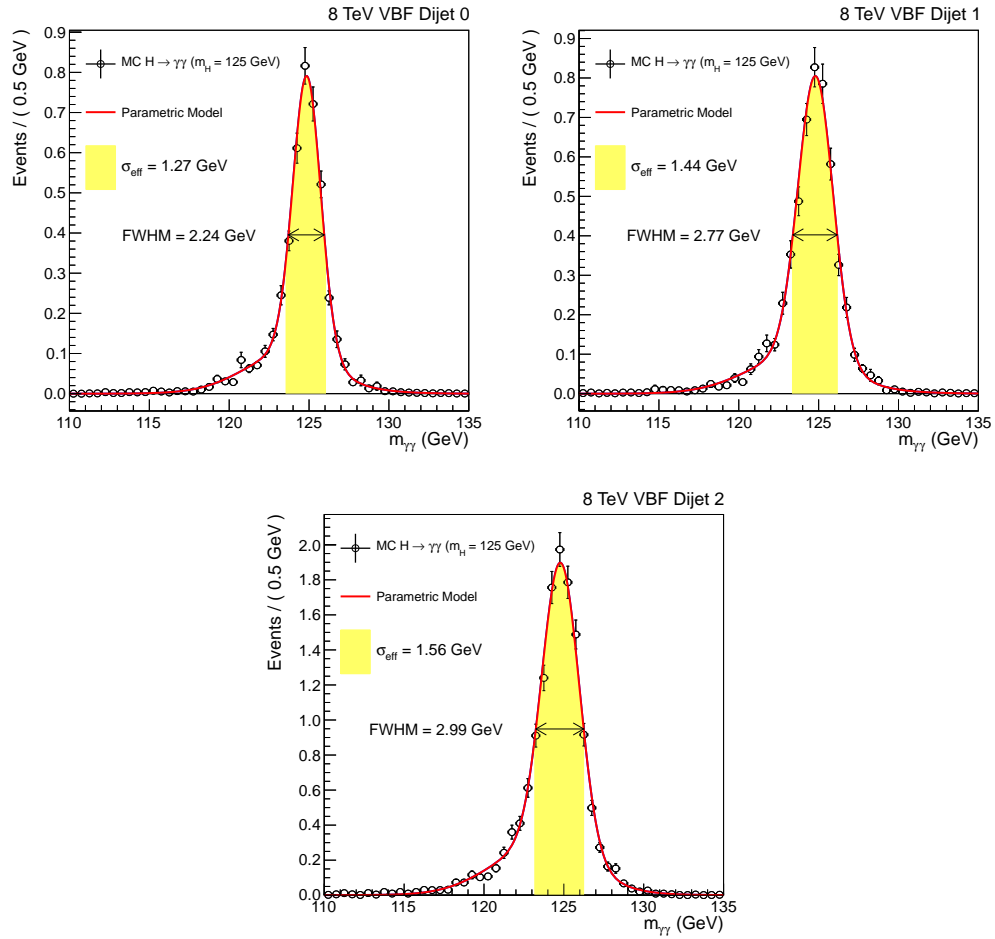 8 TeV VBF Dijet 0
Events / ( 0.5 GeV )
0.9
0.8
0.7
0.6
0.5
0.4
0.3
0.2
0.1
0.0
MC H → γγ (m_H = 125 GeV)
Parametric Model
σ_eff = 1.27 GeV
FWHM = 2.24 GeV
110 115 120 125 130 135
m_γγ (GeV)
8 TeV VBF Dijet 1
Events / ( 0.5 GeV )
0.9
0.8
0.7
0.6
0.5
0.4
0.3
0.2
0.1
0.0
MC H → γγ (m_H = 125 GeV)
Parametric Model
σ_eff = 1.44 GeV
FWHM = 2.77 GeV
110 115 120 125 130 135
m_γγ (GeV)
8 TeV VBF Dijet 2
Events / ( 0.5 GeV )
2.0
1.8
1.6
1.4
1.2
1.0
0.8
0.6
0.4
0.2
0.0
MC H → γγ (m_H = 125 GeV)
Parametric Model
σ_eff = 1.56 GeV
FWHM = 2.99 GeV
110 115 120 125 130 135
m_γγ (GeV)